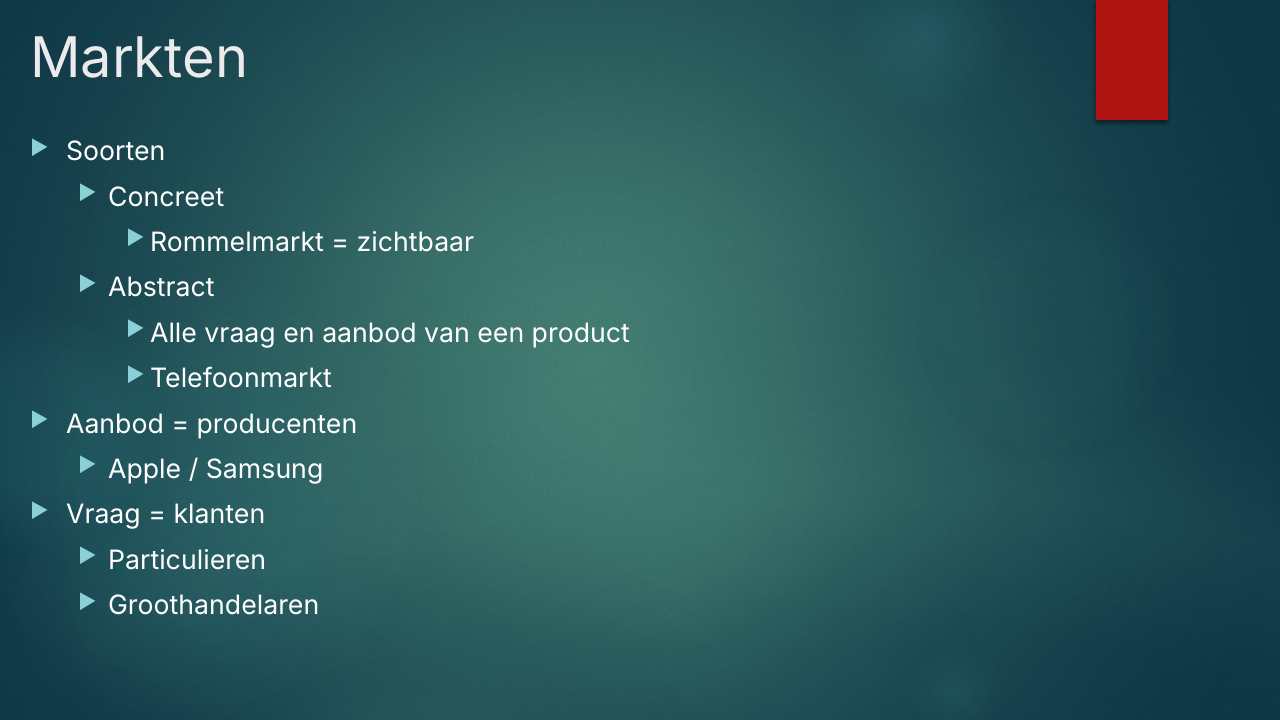 Markten
Soorten
Concreet
Rommelmarkt = zichtbaar
Abstract
Alle vraag en aanbod van een product
Telefoonmarkt
Aanbod = producenten
Apple / Samsung
Vraag = klanten
Particulieren
Groothandelaren